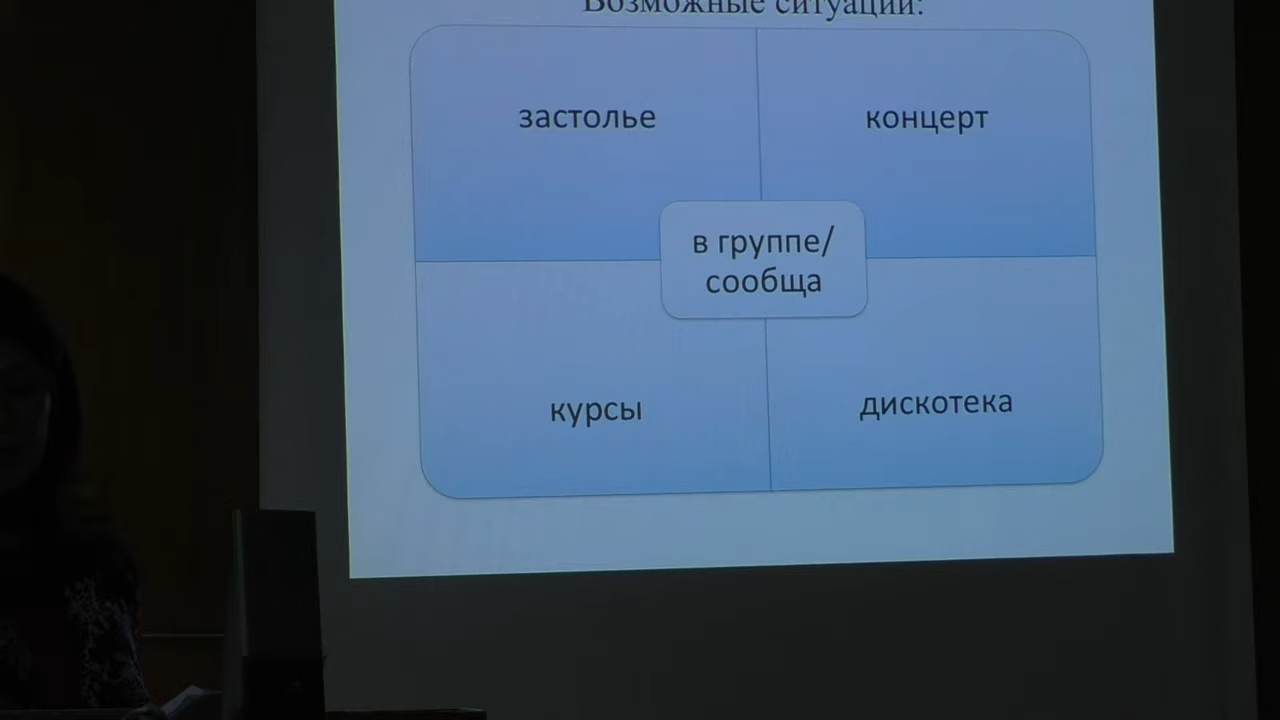 Возможные ситуации:
застолье
концерт
в группе/
сообща
курсы
дискотека